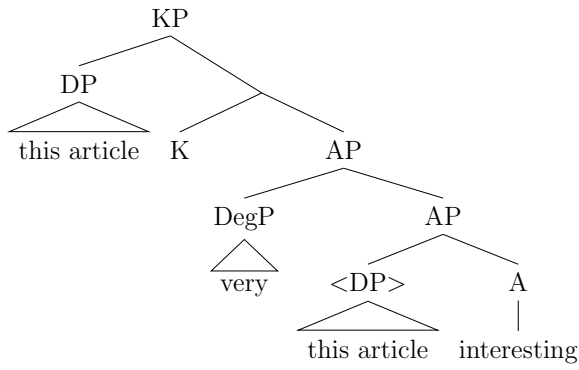 KP
DP
this article K AP
DegP AP
very <DP> A
this article interesting